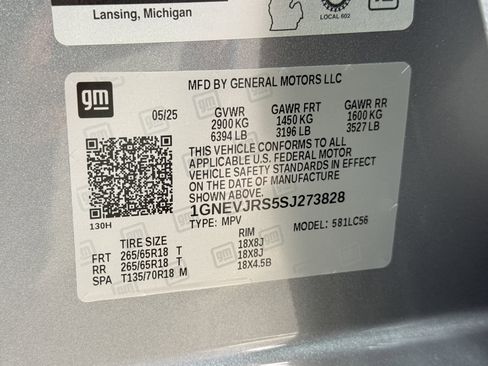 Lansing, Michigan
LOCAL 602
gm
MFD BY GENERAL MOTORS LLC
05/25 GVWR GAWR FRT GAWR RR
2900 KG 1450 KG 1600 KG
6394 LB 3196 LB 3527 LB
THIS VEHICLE CONFORMS TO ALL
APPLICABLE U.S. FEDERAL MOTOR
VEHICLE SAFETY STANDARDS IN EFFECT
ON THE DATE OF MANUFACTURE
SHOWN ABOVE.
1GNEVJRS5SJ273828
130H
TYPE: MPV MODEL: 581LC56
TIRE SIZE RIM
FRT 265/65R18 T 18X8J
RR 265/65R18 T 18X8J
SPA T135/70R18 M 18X4.5B